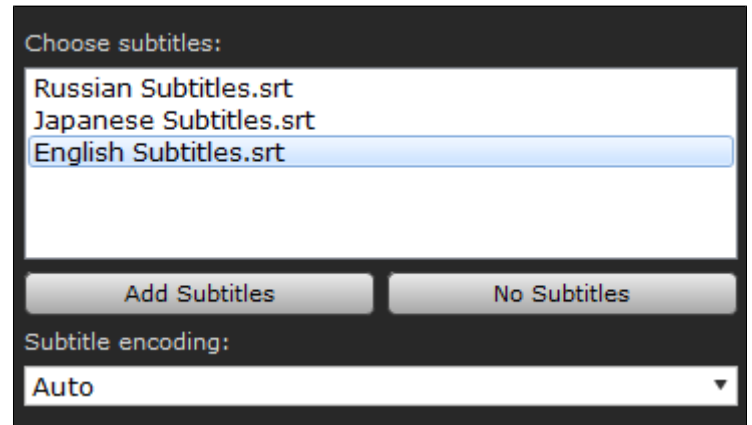 Choose subtitles:
Russian Subtitles.srt
Japanese Subtitles.srt
English Subtitles.srt
Add Subtitles No Subtitles
Subtitle encoding:
Auto